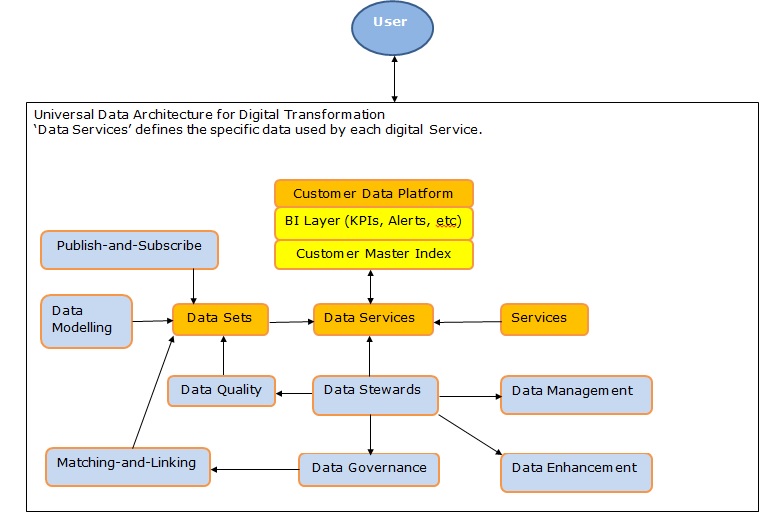 User
Universal Data Architecture for Digital Transformation
‘Data Services’ defines the specific data used by each digital Service.
Customer Data Platform
BI Layer (KPIs, Alerts, etc)
Customer Master Index
Publish-and-Subscribe
Data
Modelling
Data Sets
Data Services
Services
Data Quality
Data Stewards
Data Management
Matching-and-Linking
Data Governance
Data Enhancement